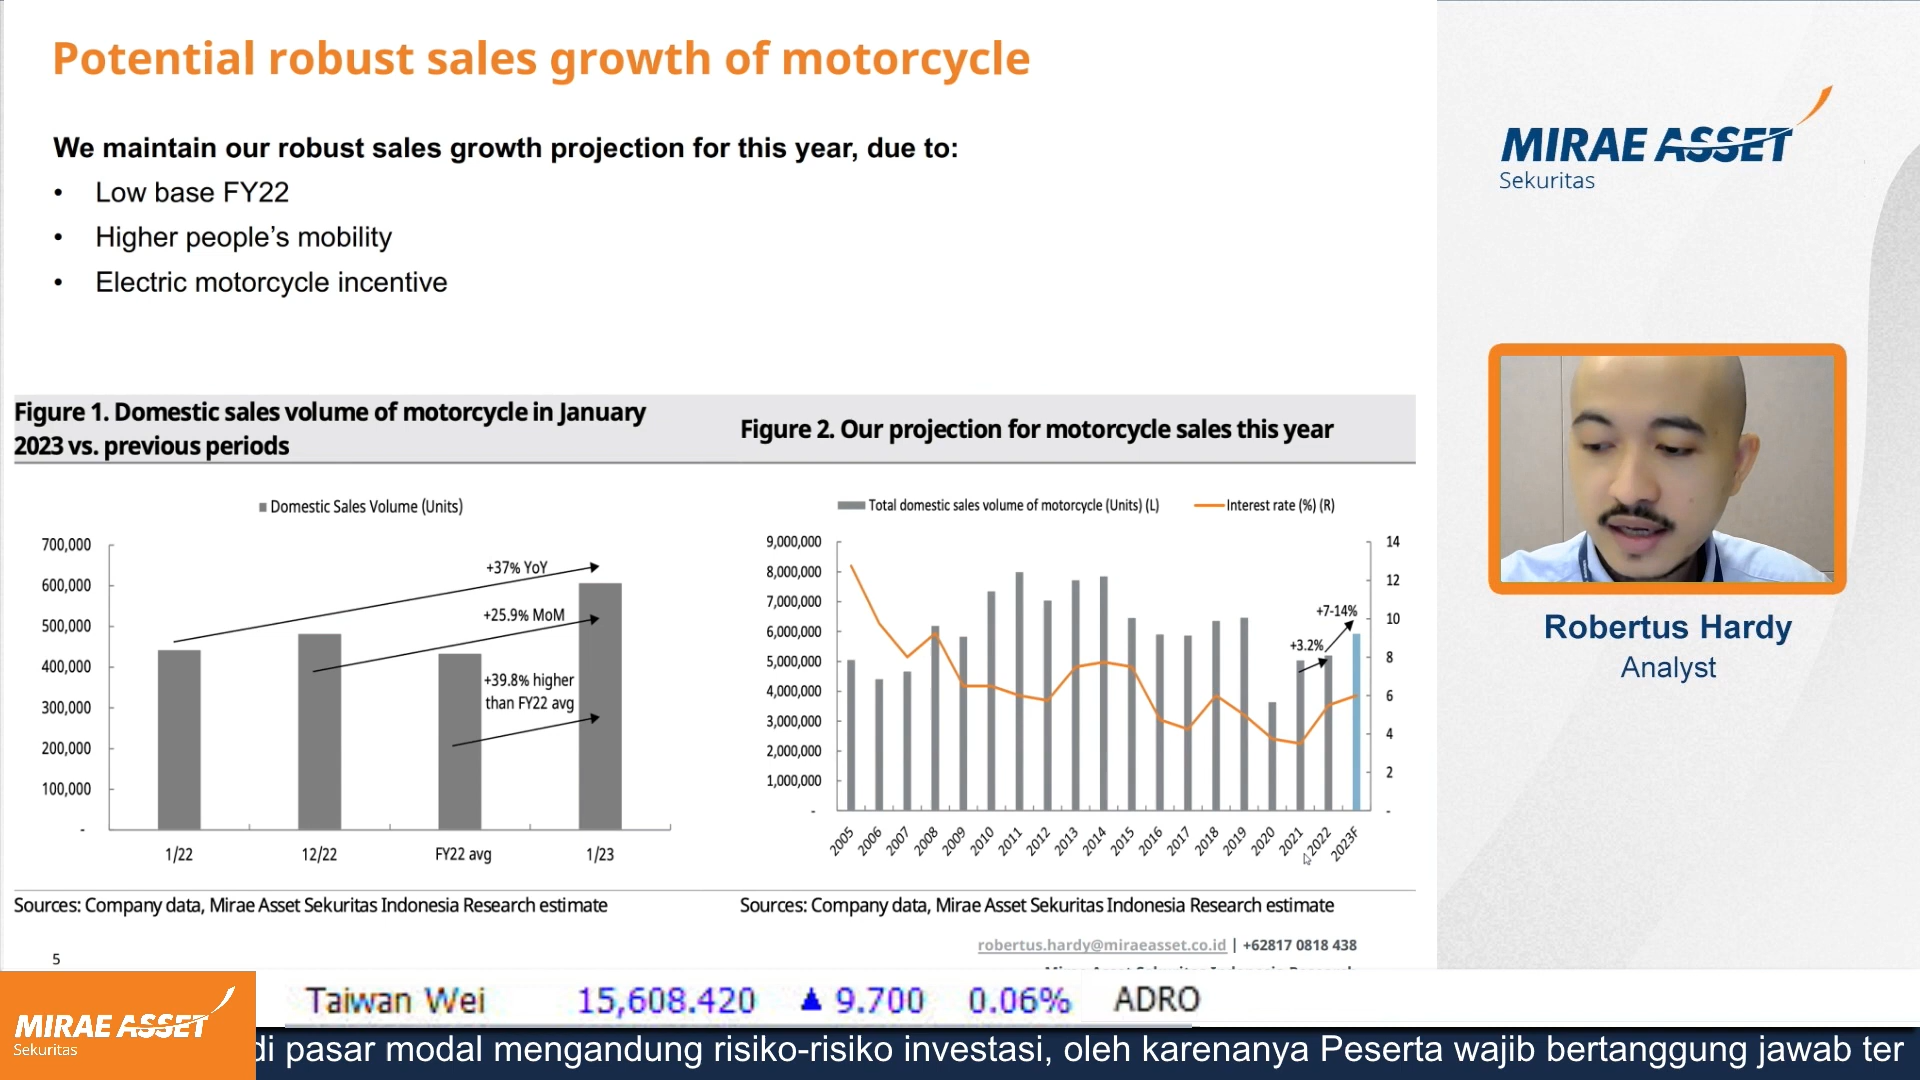 Potential robust sales growth of motorcycle
We maintain our robust sales growth projection for this year, due to:
• Low base FY22
• Higher people’s mobility
• Electric motorcycle incentive
Figure 1. Domestic sales volume of motorcycle in January
2023 vs. previous periods
Domestic Sales Volume (Units)
700,000
600,000
500,000
400,000
300,000
200,000
100,000
-
+37% YoY
+25.9% MoM
+39.8% higher
than FY22 avg
1/22 12/22 FY22 avg 1/23
Sources: Company data, Mirae Asset Sekuritas Indonesia Research estimate
Figure 2. Our projection for motorcycle sales this year
Total domestic sales volume of motorcycle (Units) (L) Interest rate (%) (R)
9,000,000
8,000,000
7,000,000
6,000,000
5,000,000
4,000,000
3,000,000
2,000,000
1,000,000
-
14
12
10
8
6
4
2
-
+7-14%
+3.2%
2005 2006 2007 2008 2009 2010 2011 2012 2013 2014 2015 2016 2017 2018 2019 2020 2021 2022 2023F
Sources: Company data, Mirae Asset Sekuritas Indonesia Research estimate
robertus.hardy@miraeasset.co.id | +62817 0818 438
5
MIRAE ASSET
Sekuritas
Robertus Hardy
Analyst
MIRAE ASSET
Sekuritas
Taiwan Wei 15,608.420 ▲ 9.700 0.06% ADRO
di pasar modal mengandung risiko-risiko investasi, oleh karenanya Peserta wajib bertanggung jawab ter